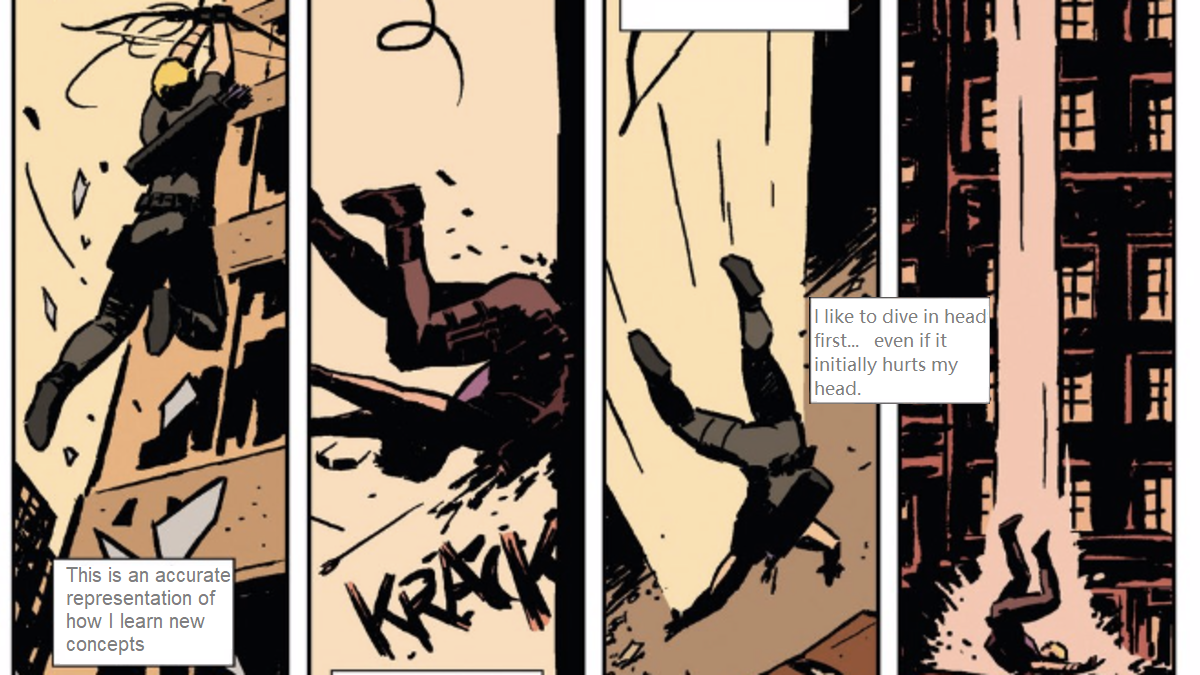 This is an accurate
representation of
how I learn new
concepts
KRACK
I like to dive in head
first... even if it
initially hurts my
head.